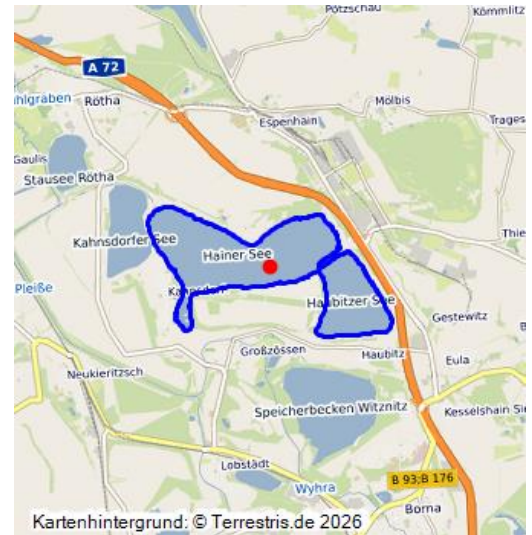 Pötzschau
Kömmlitz
A 72
hlgraben
Rötha
Mölbis
Espenhain
Trages
Gaulis
Stausee Rötha
Thie
Kahnsdorfer See
Hainer See
Pleiße
Kahnsdorf
Haubitzer See
Gestewitz
Großzössen
Haubitz
Eula
Neukieritzsch
Speicherbecken Witznitz
Kesselshain Si
Lobstädt
B 93;B 176
Wyhra
Borna
Kartenhintergrund: © Terrestris.de 2026